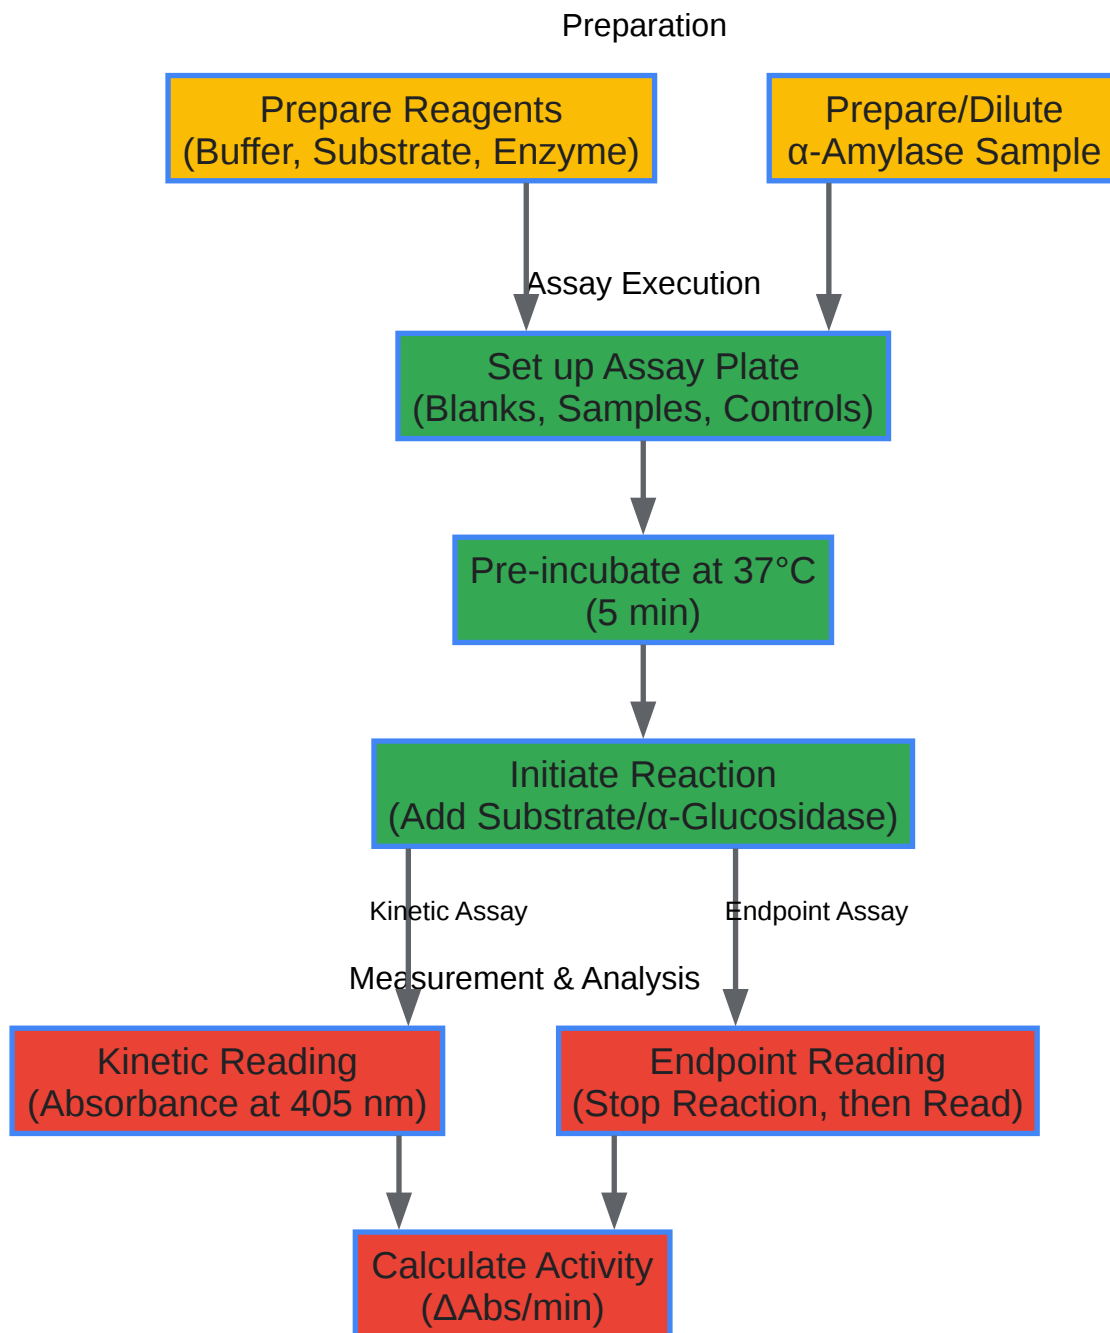 Preparation
Prepare Reagents
(Buffer, Substrate, Enzyme)
Prepare/Dilute
α-Amylase Sample
Assay Execution
Set up Assay Plate
(Blanks, Samples, Controls)
Pre-incubate at 37°C
(5 min)
Initiate Reaction
(Add Substrate/α-Glucosidase)
Kinetic Assay
Endpoint Assay
Measurement & Analysis
Kinetic Reading
(Absorbance at 405 nm)
Endpoint Reading
(Stop Reaction, then Read)
Calculate Activity
(ΔAbs/min)